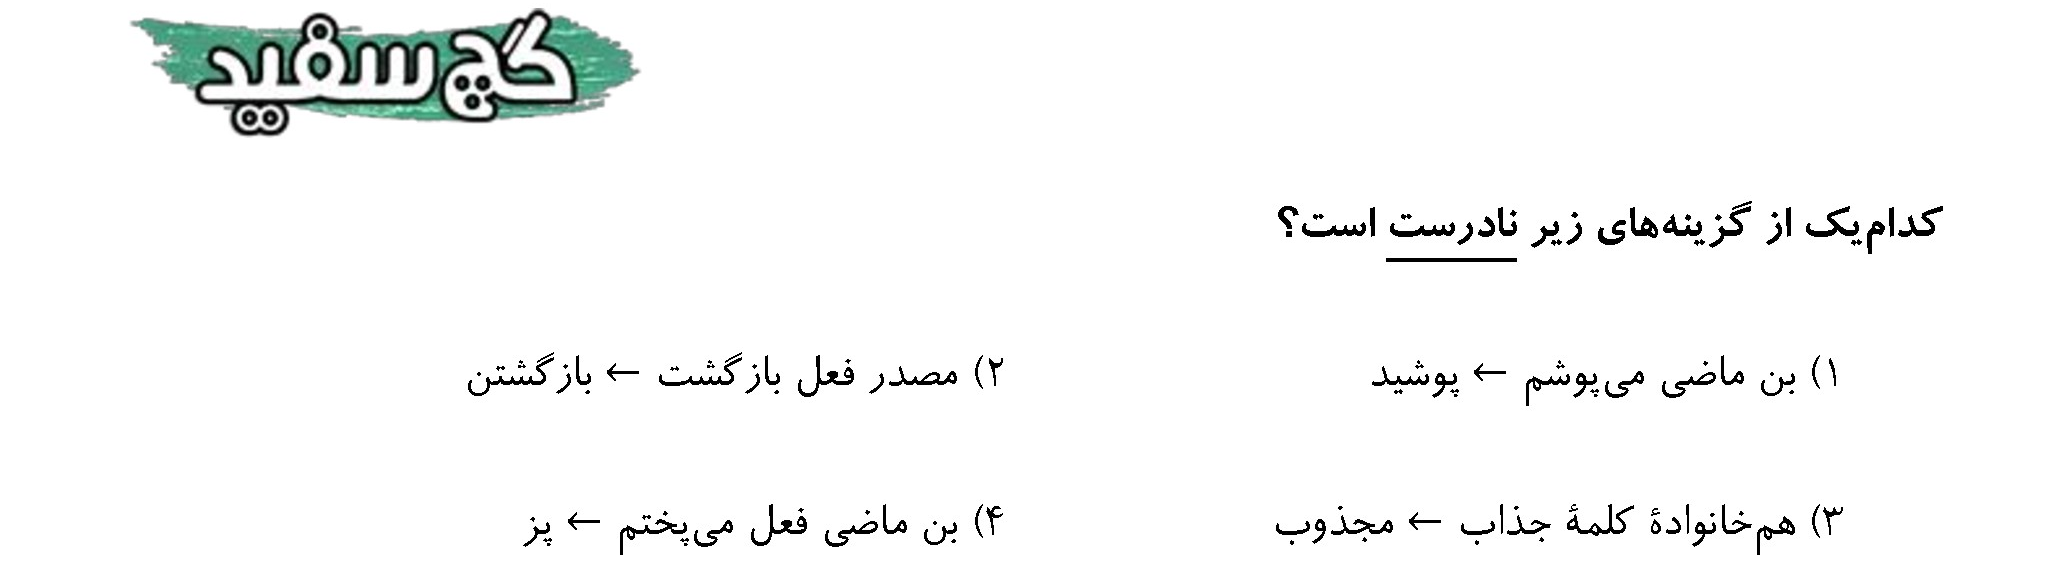 گچ سفید
کدام‌یک از گزینه‌های زیر نادرست است؟
۱) بن ماضی می‌پوشم ← پوشید
۲) مصدر فعل بازگشت ← بازگشتن
۳) هم‌خانوادهٔ کلمهٔ جذاب ← مجذوب
۴) بن ماضی فعل می‌پختم ← پز